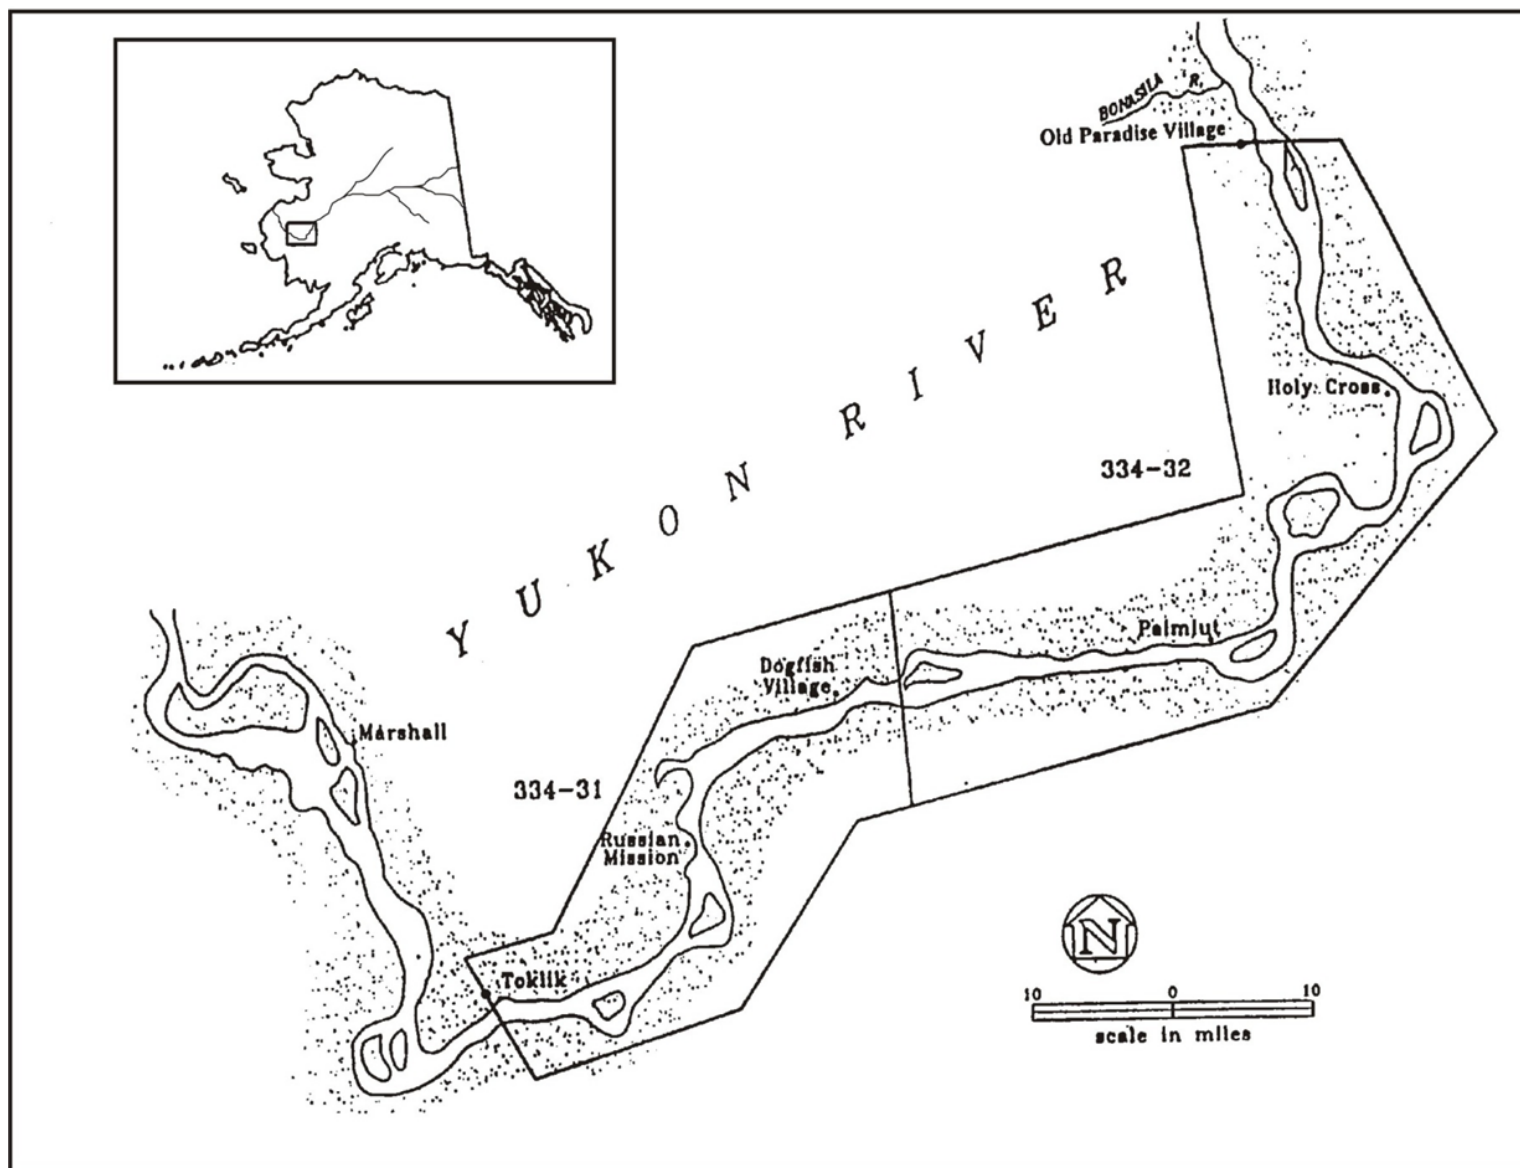 BONASILA R.
Old Paradise Village
YUKON RIVER
Holy Cross
334-32
Paimiut
Dogfish
Village
Marshall
334-31
Russian
Mission
Toklik
N
10 0 10
scale in miles